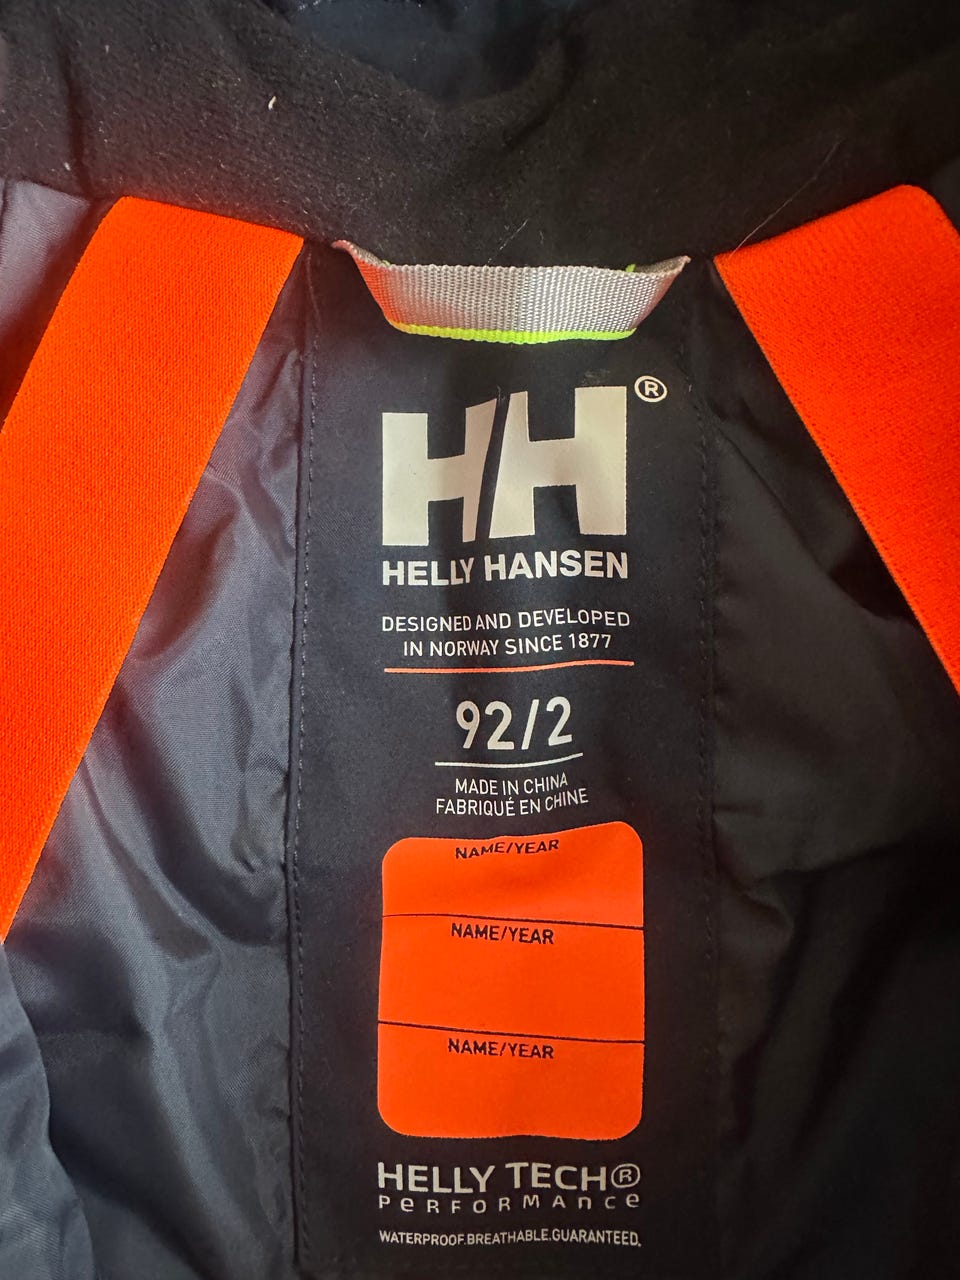 HH®
HELLY HANSEN
DESIGNED AND DEVELOPED
IN NORWAY SINCE 1877
92/2
MADE IN CHINA
FABRIQUÉ EN CHINE
NAME/YEAR
NAME/YEAR
NAME/YEAR
HELLY TECH®
PERFORMANCE
WATERPROOF.BREATHABLE.GUARANTEED.